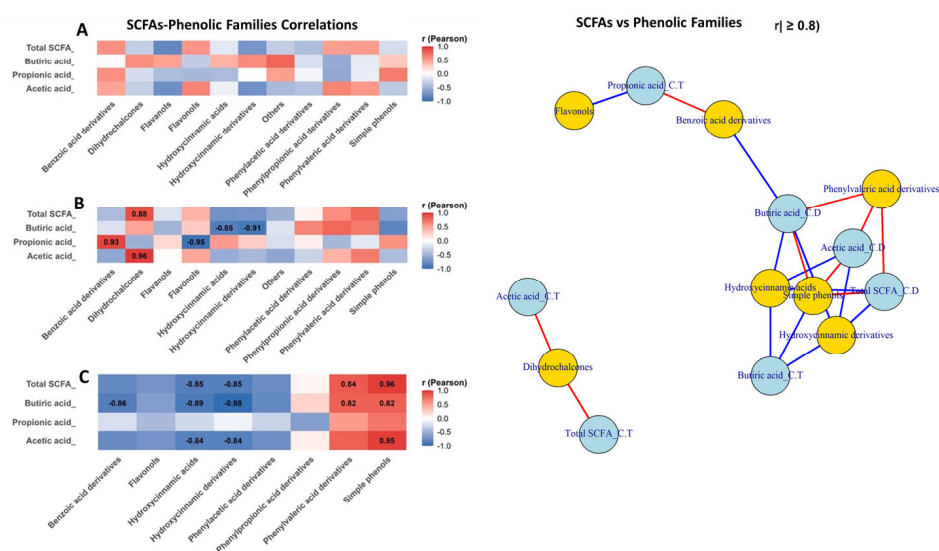 SCFAs-Phenolic Families Correlations
A
r (Pearson)
1.0
0.5
0.0
-0.5
-1.0
Total SCFA_
Butiric acid_
Propionic acid_
Acetic acid_
Benzoic acid derivatives
Dihydrochalcones
Flavanols
Flavonols
Hydroxycinnamic acids
Hydroxycinnamic derivatives
Others
Phenylacetic acid derivatives
Phenylpropionic acid derivatives
Phenylvaleric acid derivatives
Simple phenols
B
r (Pearson)
1.0
0.5
0.0
-0.5
-1.0
Total SCFA_ 0.88
Butiric acid_ -0.85 -0.91
Propionic acid_ 0.93 -0.95
Acetic acid_ 0.96
Benzoic acid derivatives
Dihydrochalcones
Flavanols
Flavonols
Hydroxycinnamic acids
Hydroxycinnamic derivatives
Others
Phenylacetic acid derivatives
Phenylpropionic acid derivatives
Phenylvaleric acid derivatives
Simple phenols
C
r (Pearson)
1.0
0.5
0.0
-0.5
-1.0
Total SCFA_ -0.85 -0.85 0.84 0.96
Butiric acid_ -0.86 -0.89 -0.98 0.82 0.82
Propionic acid_
Acetic acid_ -0.84 -0.84 0.95
Benzoic acid derivatives
Flavonols
Hydroxycinnamic acids
Hydroxycinnamic derivatives
Phenylacetic acid derivatives
Phenylpropionic acid derivatives
Phenylvaleric acid derivatives
Simple phenols
SCFAs vs Phenolic Families r| ≥ 0.8)
Propionic acid_C.T
Flavonols
Benzoic acid derivatives
Phenylvaleric acid derivatives
Butiric acid_C.D
Acetic acid_C.D
Hydroxycinnamic acids
Simple phenols
Total SCFA_C.D
Acetic acid_C.T
Hydroxycinnamic derivatives
Dihydrochalcones
Butiric acid_C.T
Total SCFA_C.T